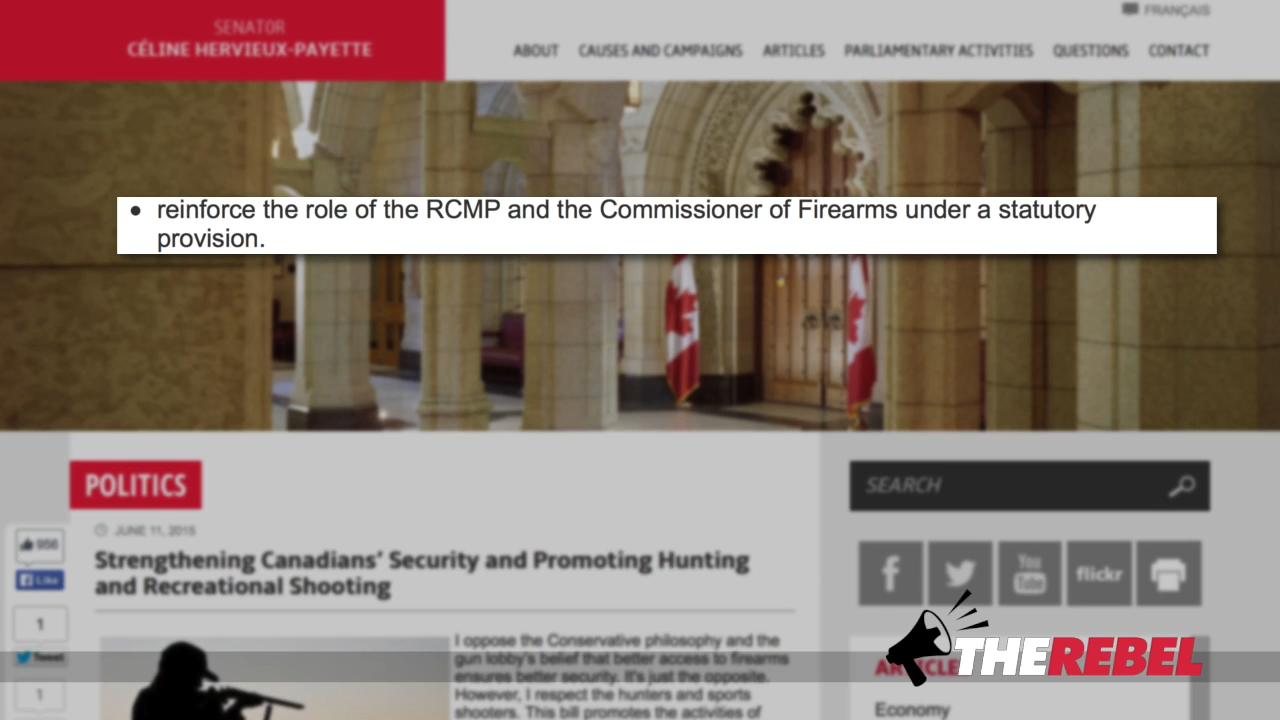 FRANÇAIS
SENATOR
CÉLINE HERVIEUX-PAYETTE
ABOUT CAUSES AND CAMPAIGNS ARTICLES PARLIAMENTARY ACTIVITIES QUESTIONS CONTACT
• reinforce the role of the RCMP and the Commissioner of Firearms under a statutory
provision.
POLITICS
SEARCH
JUNE 11, 2015
956
Like
Strengthening Canadians' Security and Promoting Hunting
and Recreational Shooting
You
Tube
flickr
1
Tweet
1
I oppose the Conservative philosophy and the
gun lobby's belief that better access to firearms
ensures better security. It's just the opposite.
However, I respect the hunters and sports
shooters. This bill promotes the activities of
THEREBEL
Economy